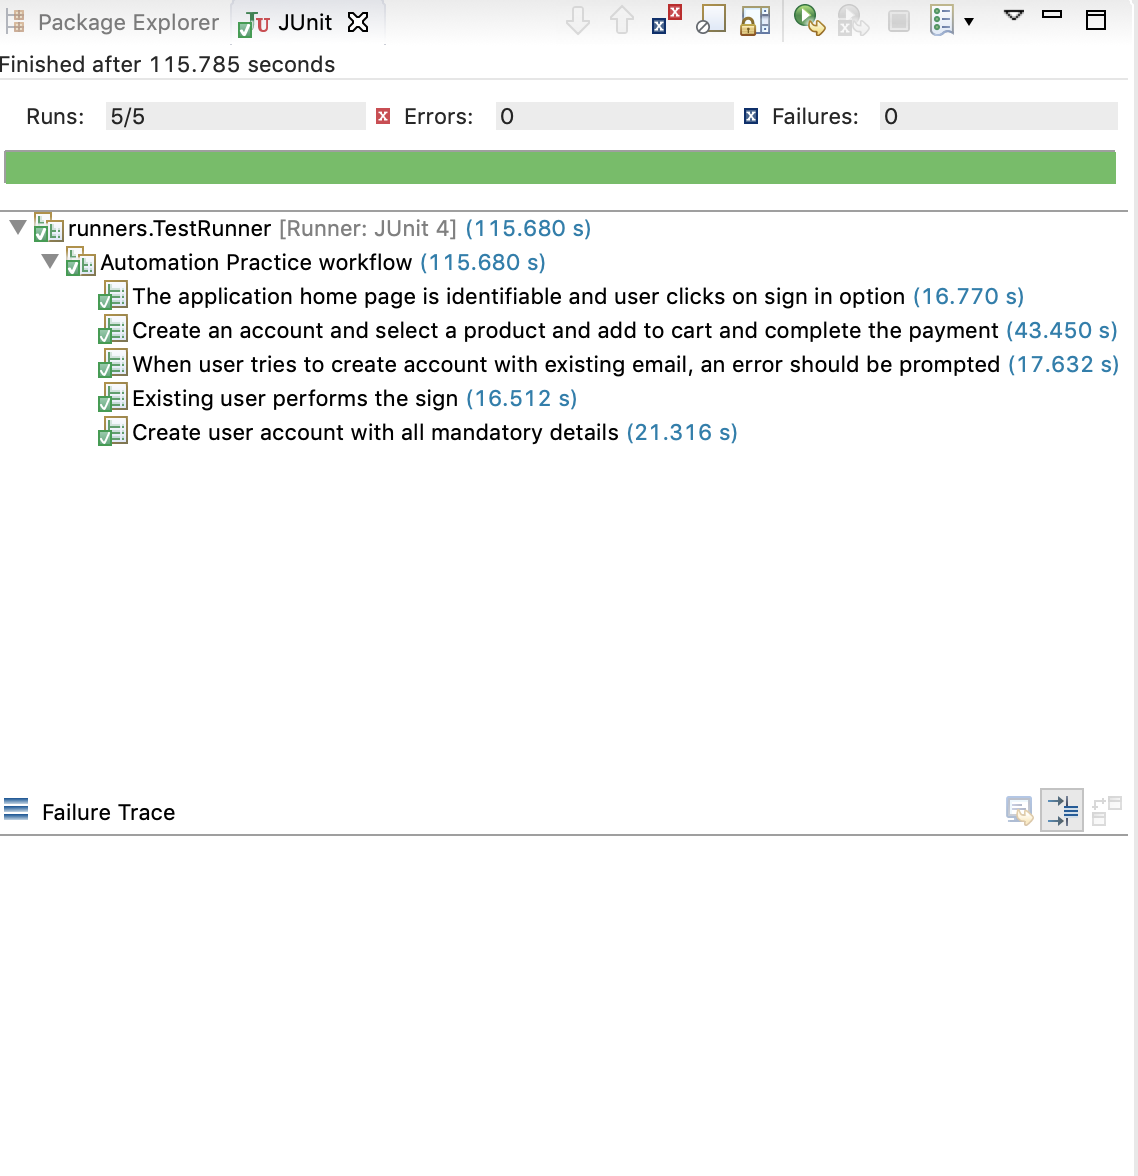 Package Explorer JUnit
Finished after 115.785 seconds
Runs: 5/5 Errors: 0 Failures: 0
runners.TestRunner [Runner: JUnit 4] (115.680 s)
Automation Practice workflow (115.680 s)
The application home page is identifiable and user clicks on sign in option (16.770 s)
Create an account and select a product and add to cart and complete the payment (43.450 s)
When user tries to create account with existing email, an error should be prompted (17.632 s)
Existing user performs the sign (16.512 s)
Create user account with all mandatory details (21.316 s)
Failure Trace